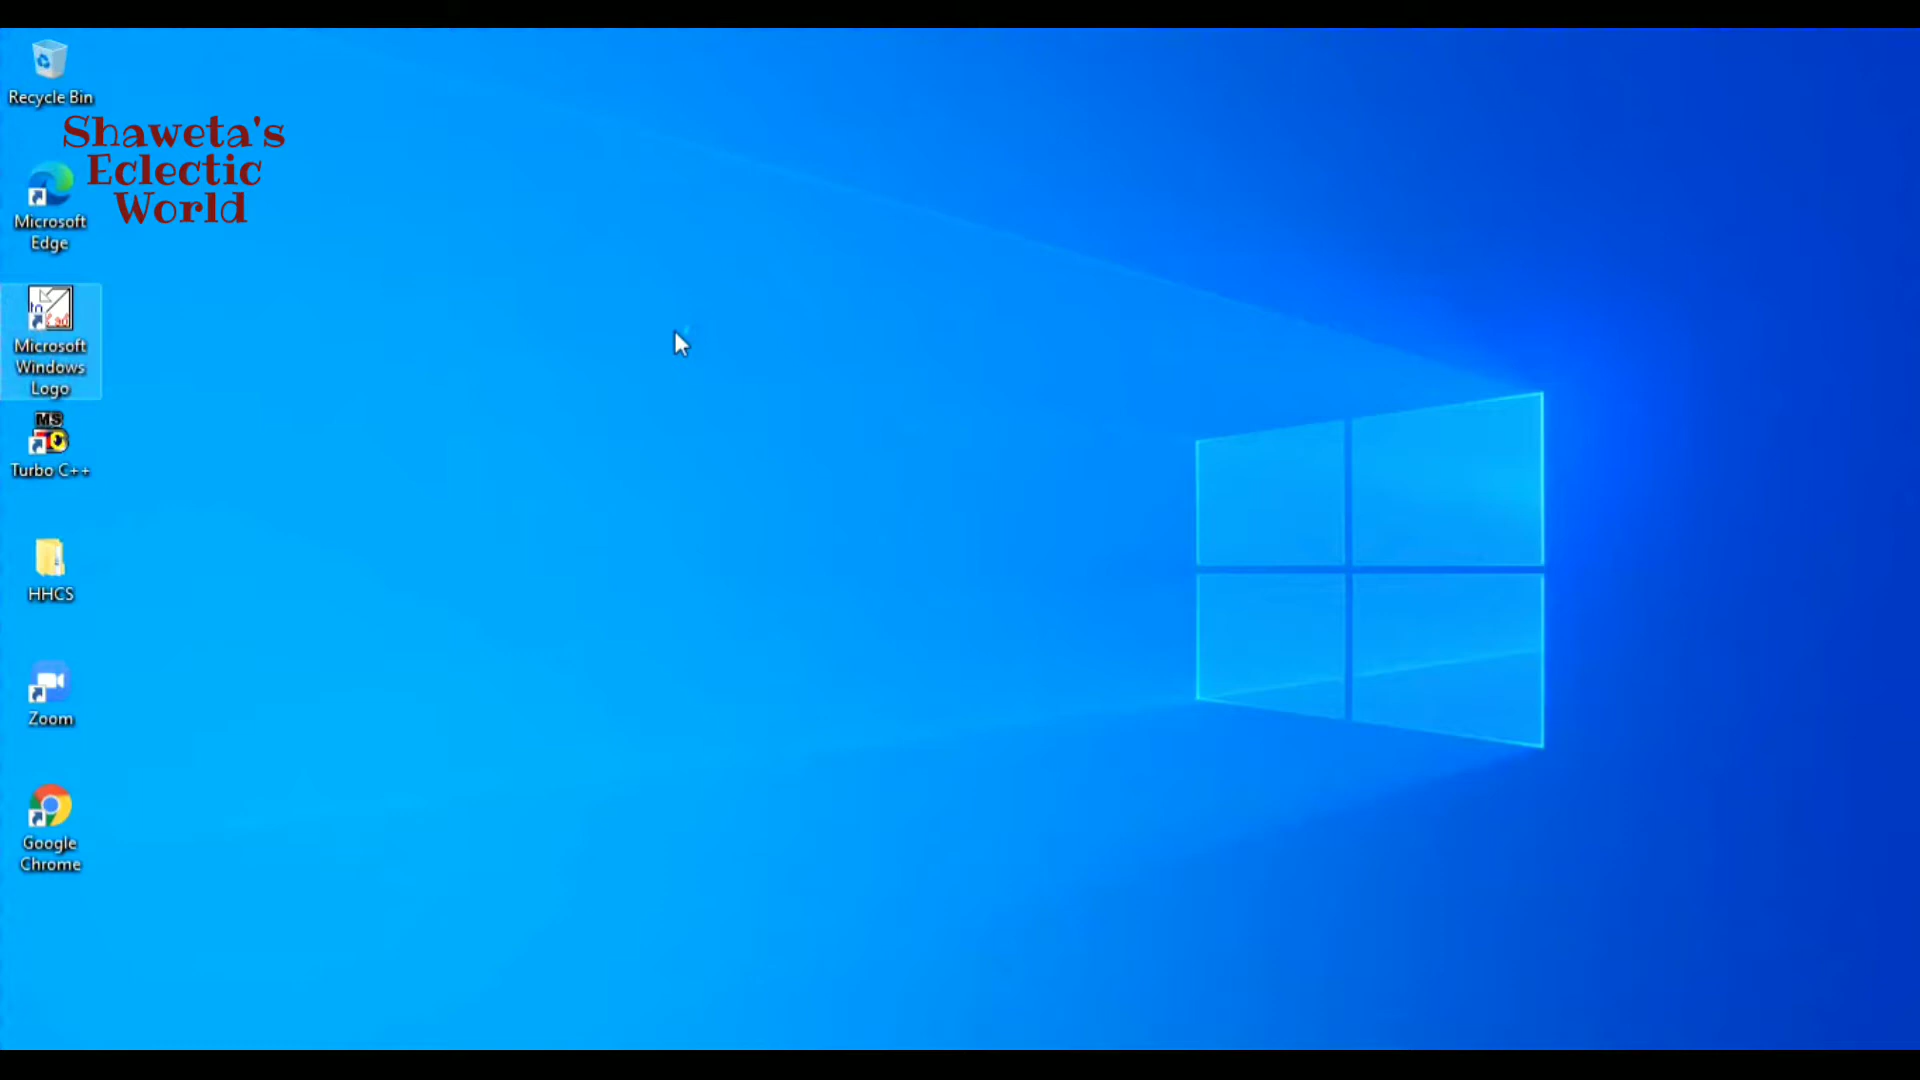 Recycle Bin
Shaweta's
Eclectic
World
Microsoft
Edge
Microsoft
Windows
Logo
MS
Turbo C++
HHCS
Zoom
Google
Chrome